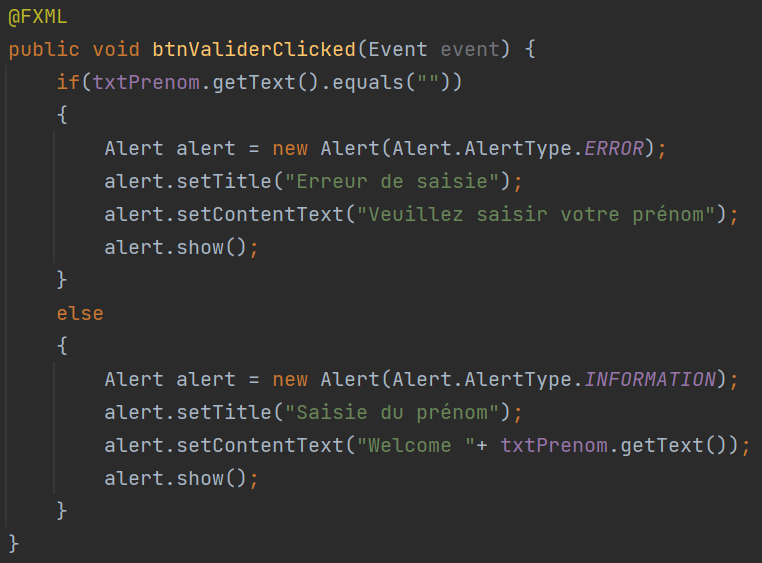 @FXML
public void btnValiderClicked(Event event) {
    if(txtPrenom.getText().equals(""))
    {
        Alert alert = new Alert(Alert.AlertType.ERROR);
        alert.setTitle("Erreur de saisie");
        alert.setContentText("Veuillez saisir votre prénom");
        alert.show();
    }
    else
    {
        Alert alert = new Alert(Alert.AlertType.INFORMATION);
        alert.setTitle("Saisie du prénom");
        alert.setContentText("Welcome "+ txtPrenom.getText());
        alert.show();
    }
}